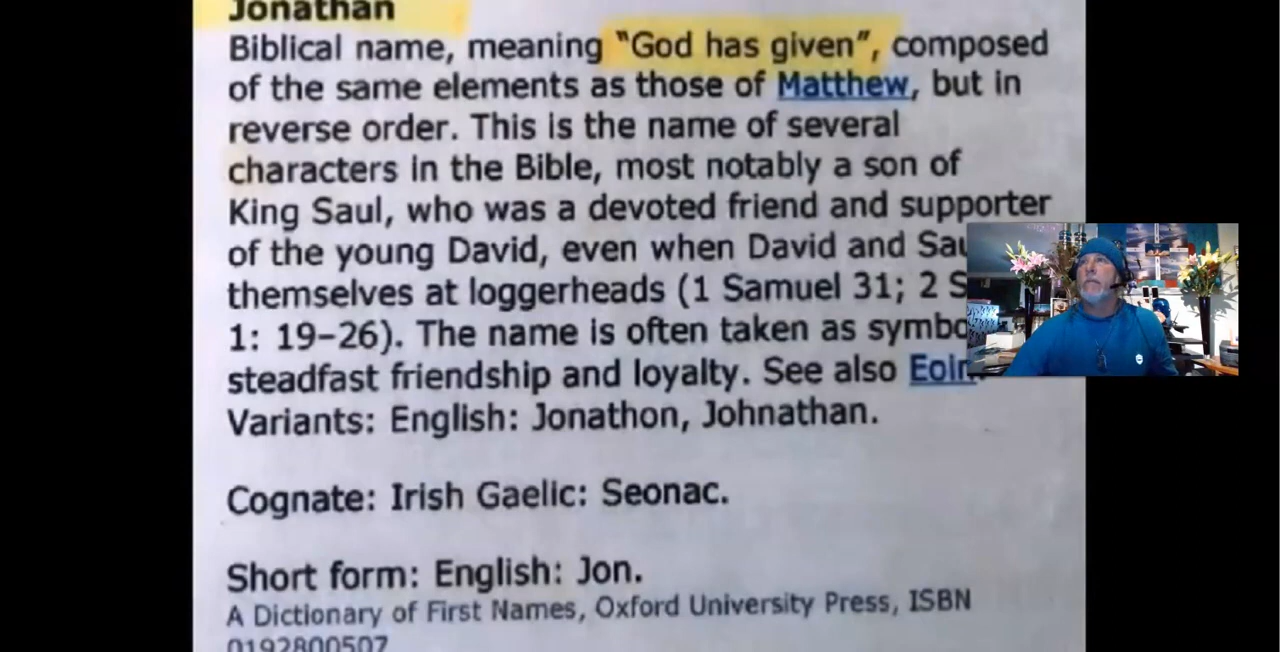 Jonathan
Biblical name, meaning "God has given", composed
of the same elements as those of Matthew, but in
reverse order. This is the name of several
characters in the Bible, most notably a son of
King Saul, who was a devoted friend and supporter
of the young David, even when David and
themselves at loggerheads (1 Samuel 31; 2
1: 19–26). The name is often taken as
steadfast friendship and loyalty. See also Eoin.
Variants: English: Jonathon, Johnathan.
Cognate: Irish Gaelic: Seonac.
Short form: English: Jon.
A Dictionary of First Names, Oxford University Press, ISBN
0192800507